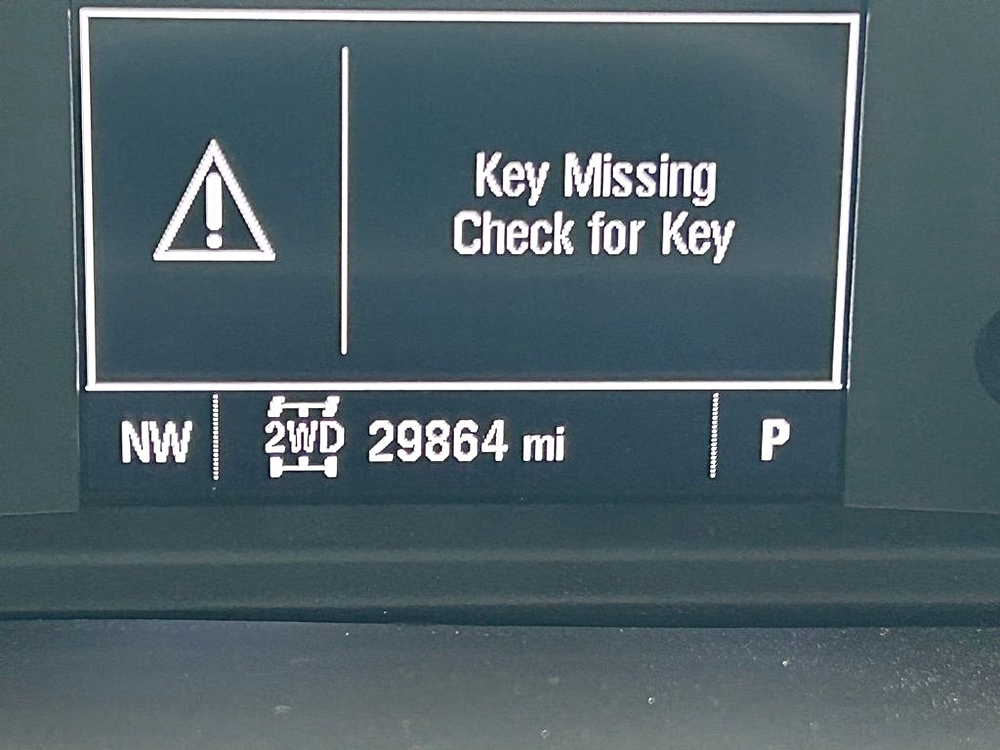 Key Missing
Check for Key
NW 2WD 29864 mi P